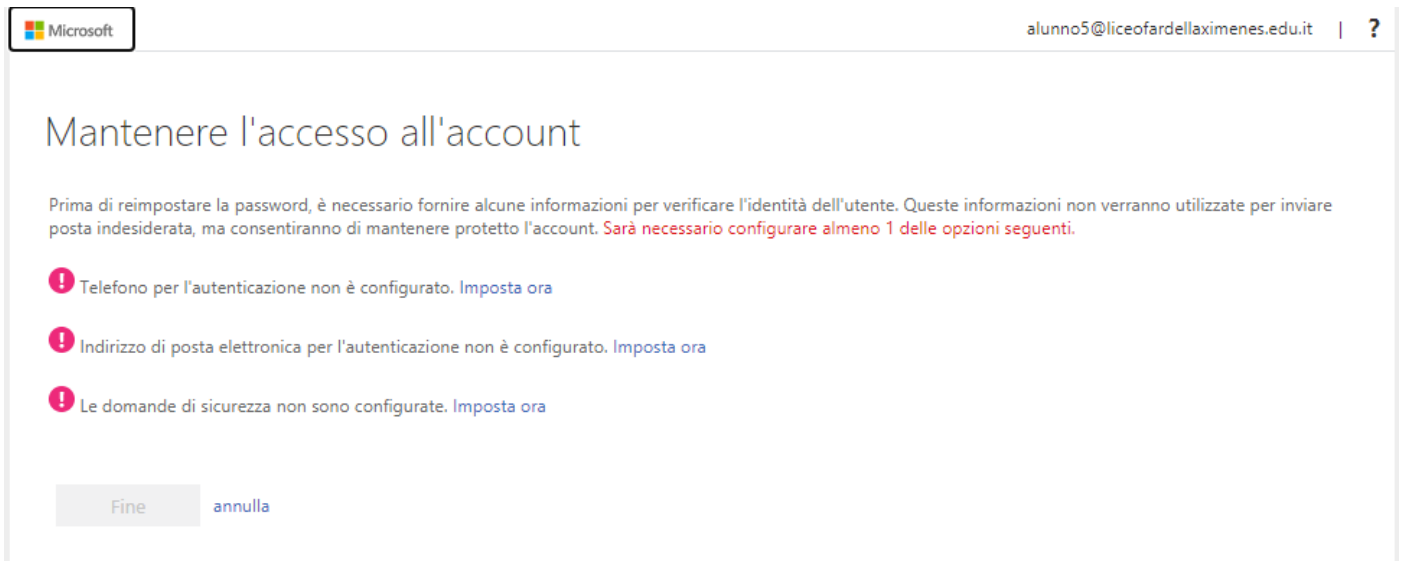 Microsoft
alunno5@liceofardellaximenes.edu.it | ?
Mantenere l'accesso all'account
Prima di reimpostare la password, è necessario fornire alcune informazioni per verificare l'identità dell'utente. Queste informazioni non verranno utilizzate per inviare
posta indesiderata, ma consentiranno di mantenere protetto l'account. Sarà necessario configurare almeno 1 delle opzioni seguenti.
! Telefono per l'autenticazione non è configurato. Imposta ora
! Indirizzo di posta elettronica per l'autenticazione non è configurato. Imposta ora
! Le domande di sicurezza non sono configurate. Imposta ora
Fine annulla